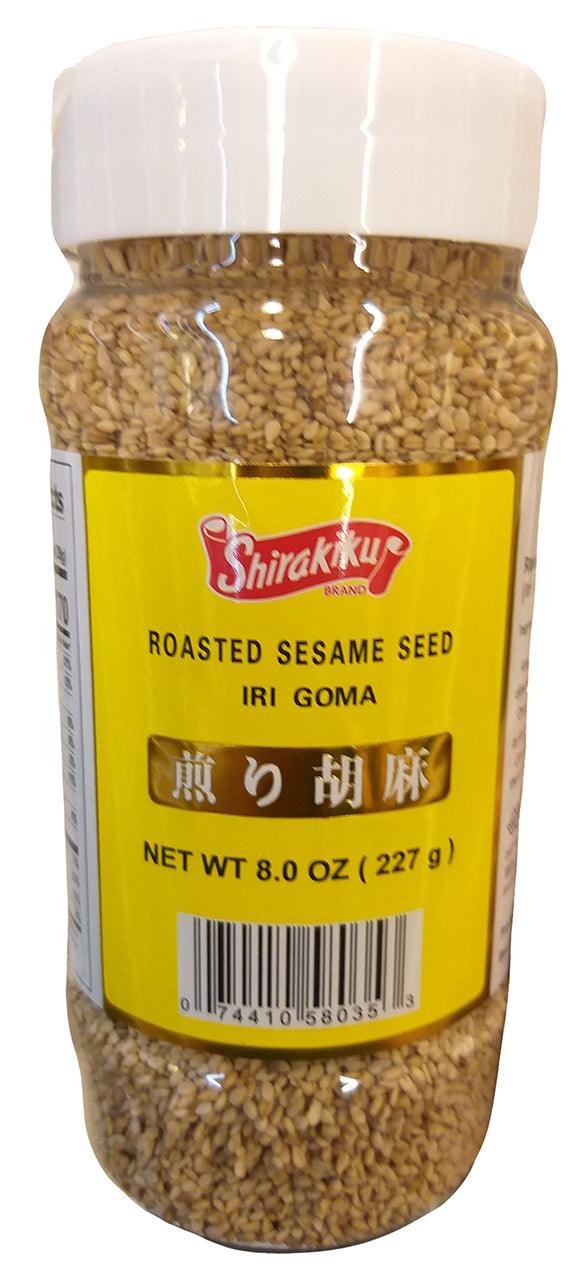 Shirakiku
BRAND
ROASTED SESAME SEED
IRI GOMA
煎り胡麻
NET WT 8.0 OZ ( 227 g )
0 74410 58035 3